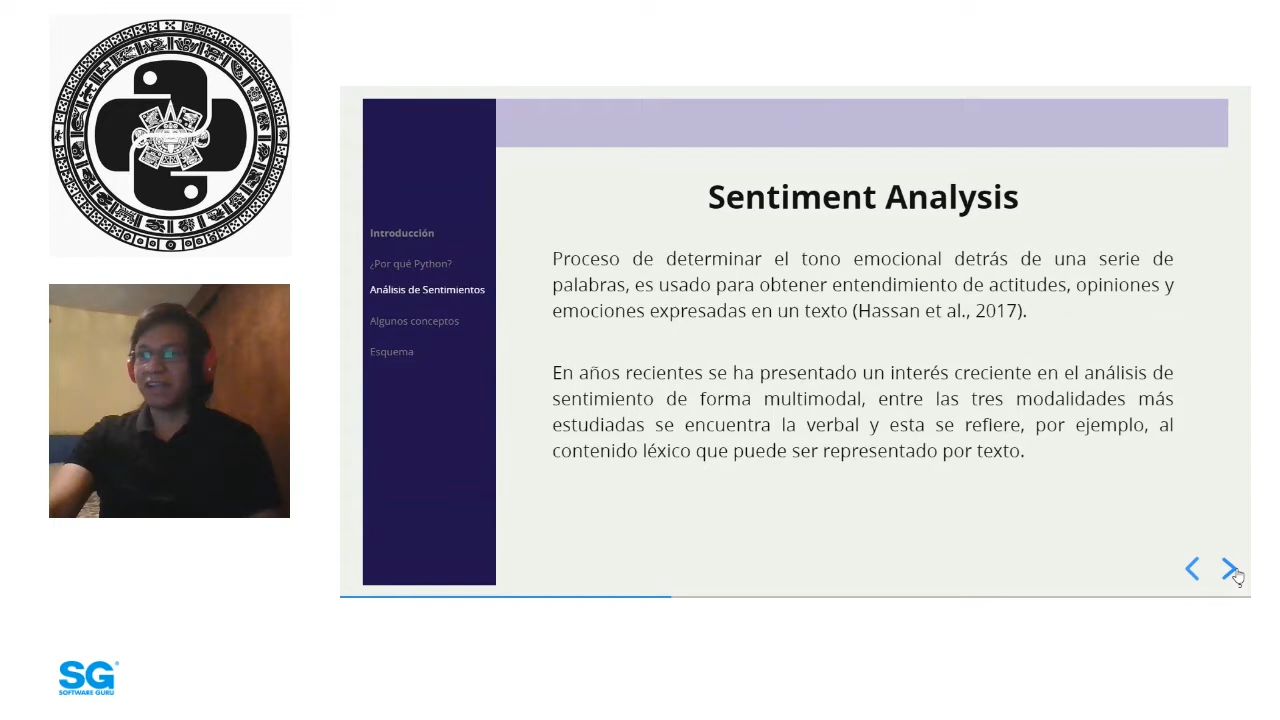 Sentiment Analysis
Introducción
¿Por qué Python?
Análisis de Sentimientos
Algunos conceptos
Esquema
Proceso de determinar el tono emocional detrás de una serie de
palabras, es usado para obtener entendimiento de actitudes, opiniones y
emociones expresadas en un texto (Hassan et al., 2017).
En años recientes se ha presentado un interés creciente en el análisis de
sentimiento de forma multimodal, entre las tres modalidades más
estudiadas se encuentra la verbal y esta se refiere, por ejemplo, al
contenido léxico que puede ser representado por texto.
SG
SOFTWARE GURU